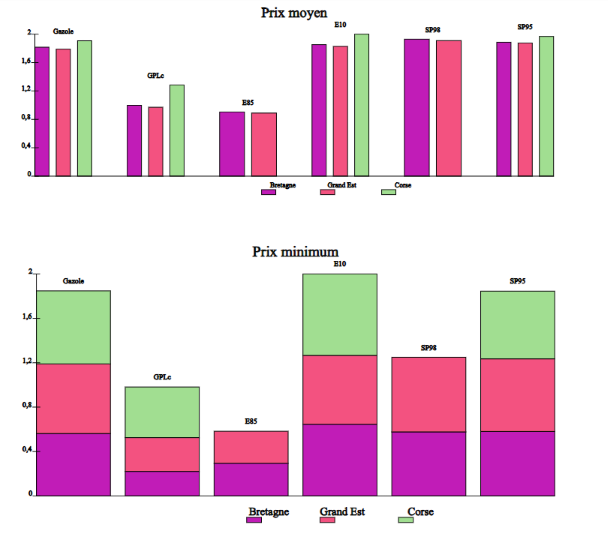 Prix moyen
2
1,6
1,2
0,8
0,4
0
Gazole
GPLc
E85
E10
SP98
SP95
Bretagne Grand Est Corse
Prix minimum
2
1,6
1,2
0,8
0,4
0
Gazole
GPLc
E85
E10
SP98
SP95
Bretagne Grand Est Corse